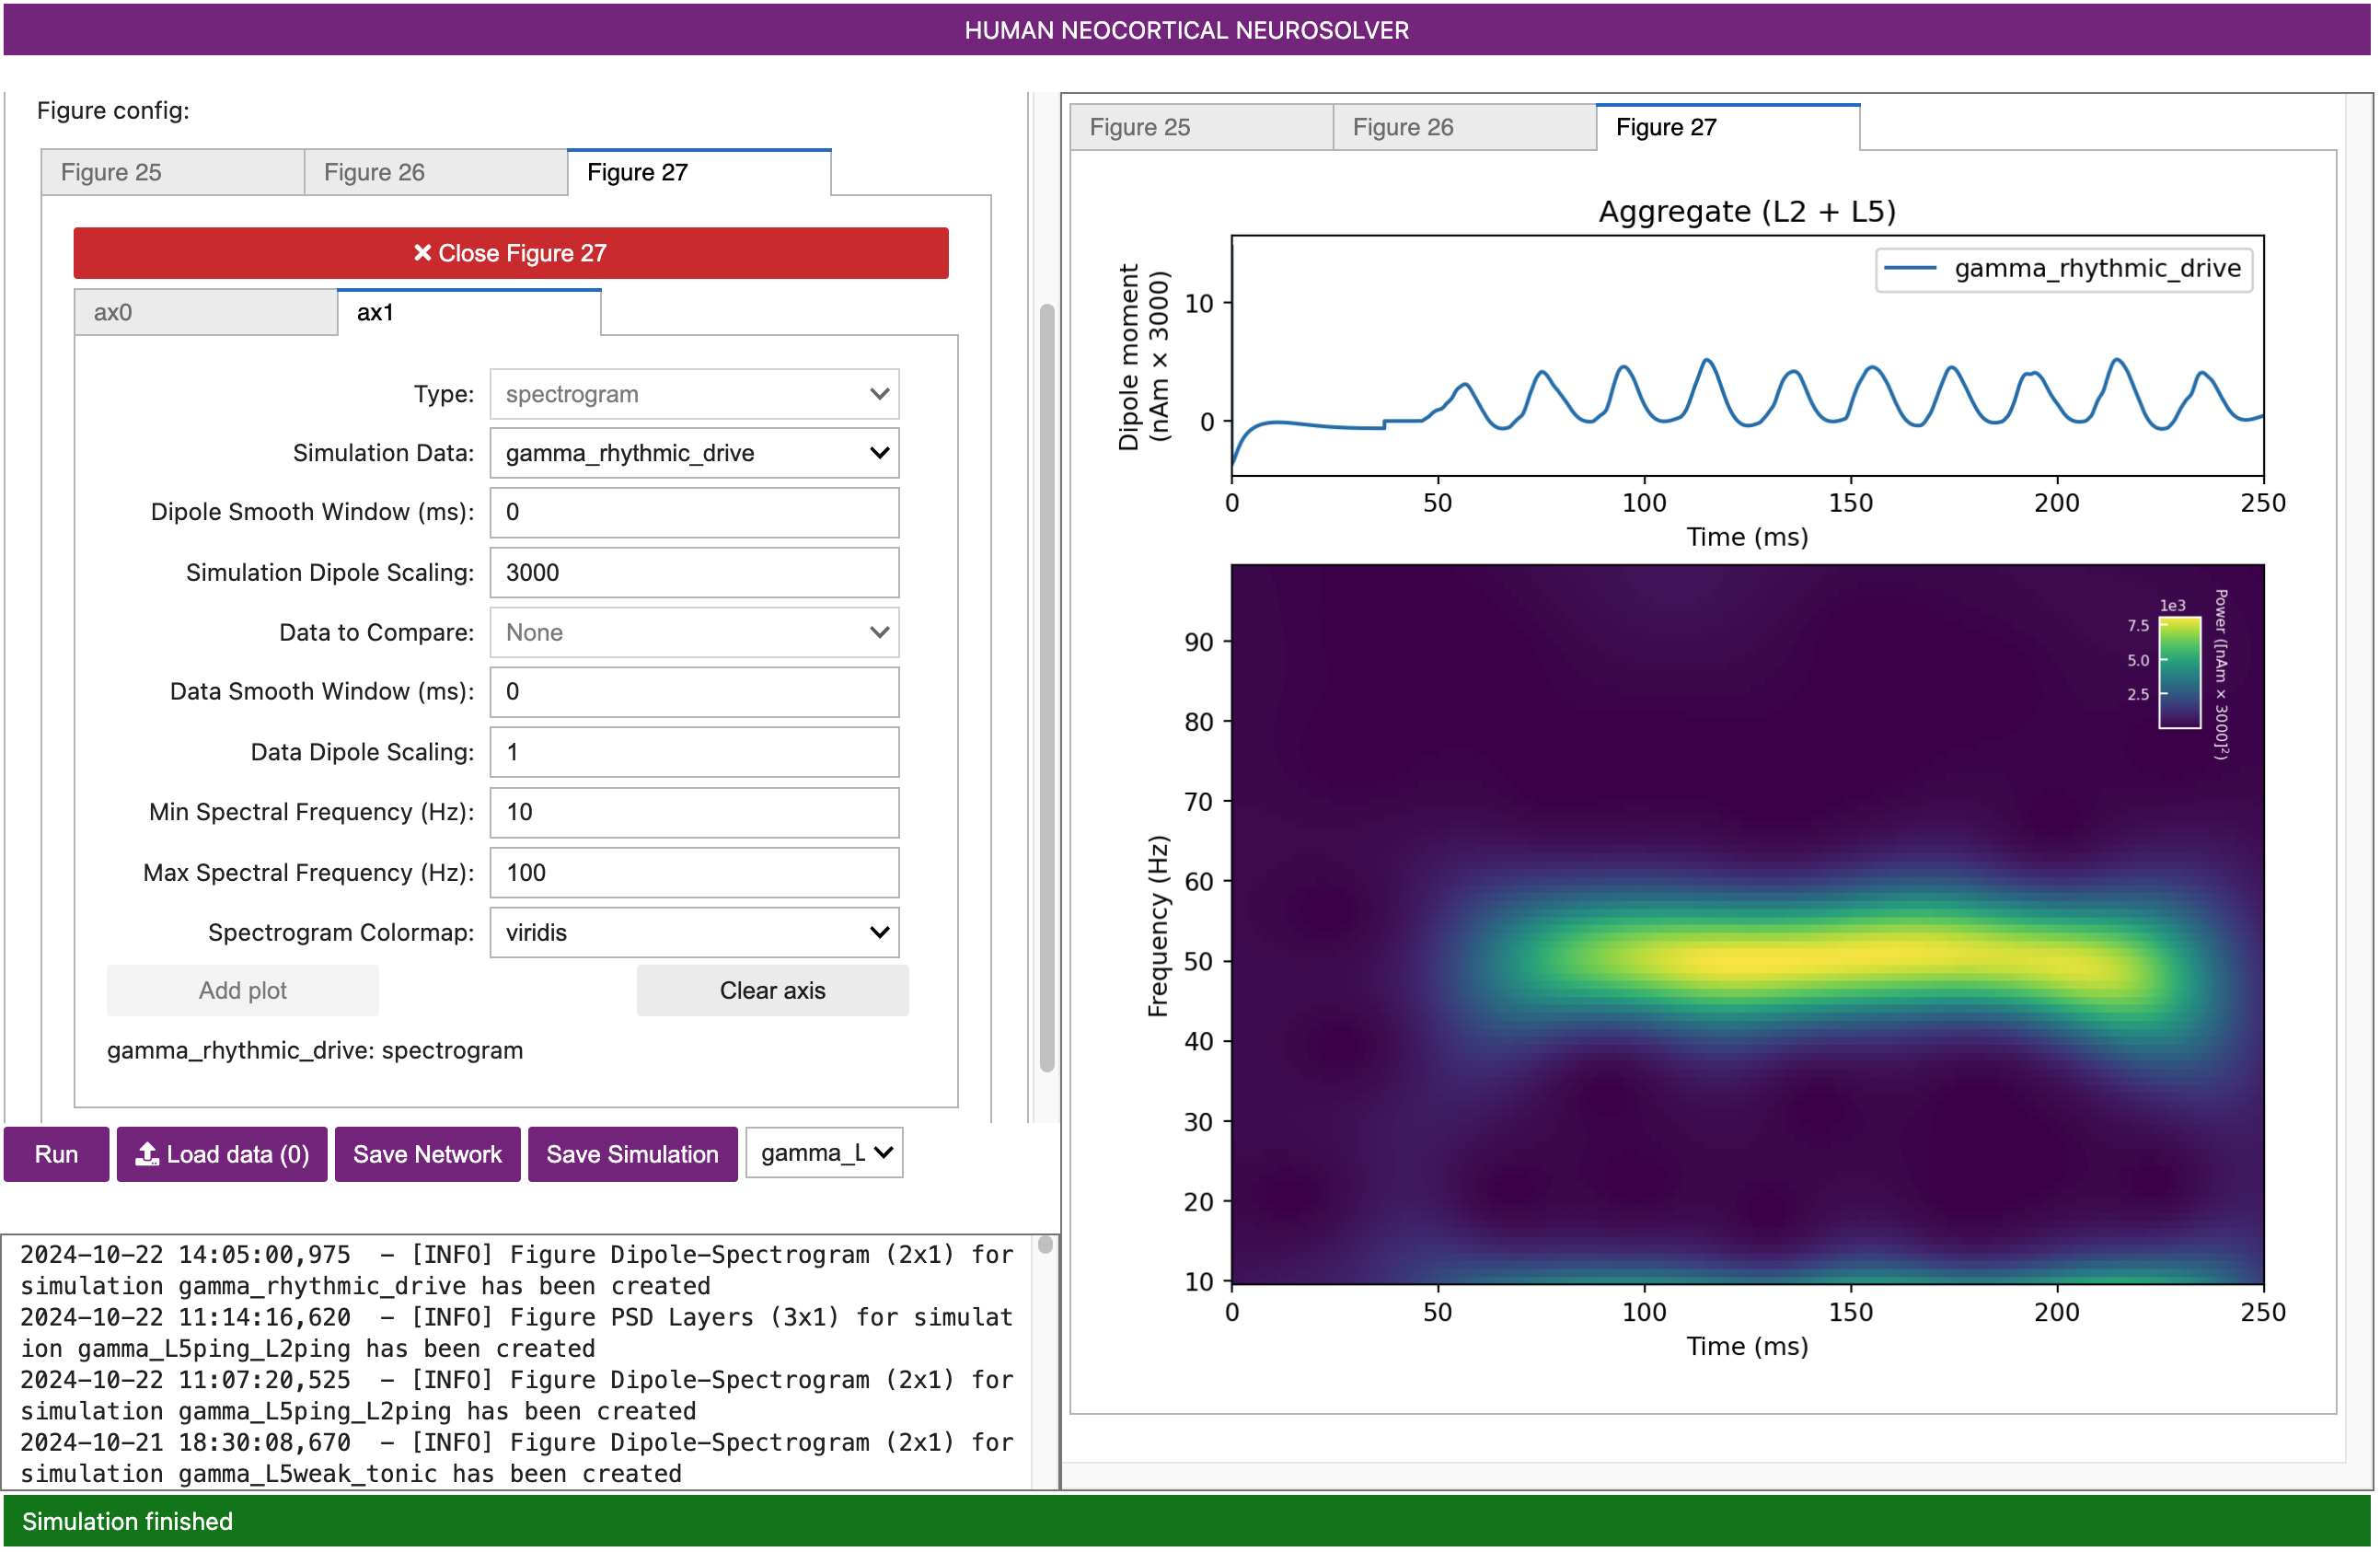 HUMAN NEOCORTICAL NEUROSOLVER
Figure config:
Figure 25
Figure 26
Figure 27
Close Figure 27
ax0
ax1
Type:
spectrogram
Simulation Data:
gamma_rhythmic_drive
Dipole Smooth Window (ms):
0
Simulation Dipole Scaling:
3000
Data to Compare:
None
Data Smooth Window (ms):
0
Data Dipole Scaling:
1
Min Spectral Frequency (Hz):
10
Max Spectral Frequency (Hz):
100
Spectrogram Colormap:
viridis
Add plot
Clear axis
gamma_rhythmic_drive: spectrogram
Run
Load data (0)
Save Network
Save Simulation
gamma_L
2024-10-22 14:05:00,975  - [INFO] Figure Dipole-Spectrogram (2x1) for
simulation gamma_rhythmic_drive has been created
2024-10-22 11:14:16,620  - [INFO] Figure PSD Layers (3x1) for simulat
ion gamma_L5ping_L2ping has been created
2024-10-22 11:07:20,525  - [INFO] Figure Dipole-Spectrogram (2x1) for
simulation gamma_L5ping_L2ping has been created
2024-10-21 18:30:08,670  - [INFO] Figure Dipole-Spectrogram (2x1) for
simulation gamma_L5weak_tonic has been created
Simulation finished
Figure 25
Figure 26
Figure 27
Aggregate (L2 + L5)
gamma_rhythmic_drive
Dipole moment
(nAm × 3000)
10
0
0 50 100 150 200 250
Time (ms)
Frequency (Hz)
90
80
70
60
50
40
30
20
10
1e3
7.5
5.0
2.5
Power ([nAm × 3000]²)
0 50 100 150 200 250
Time (ms)